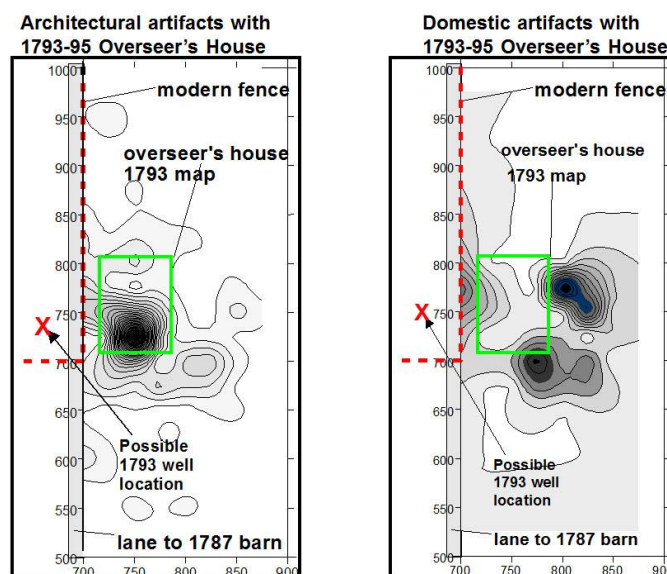 Architectural artifacts with
1793-95 Overseer's House
1000
modern fence
950
overseer's house
1793 map
900
850
800
X
750
700
650
Possible
1793 well
location
600
550
lane to 1787 barn
500
700
750
800
850
900
Domestic artifacts with
1793-95 Overseer's House
1000
modern fence
950
overseer's house
1793 map
900
850
800
X
750
700
650
Possible
1793 well
location
600
550
lane to 1787 barn
500
700
750
800
850